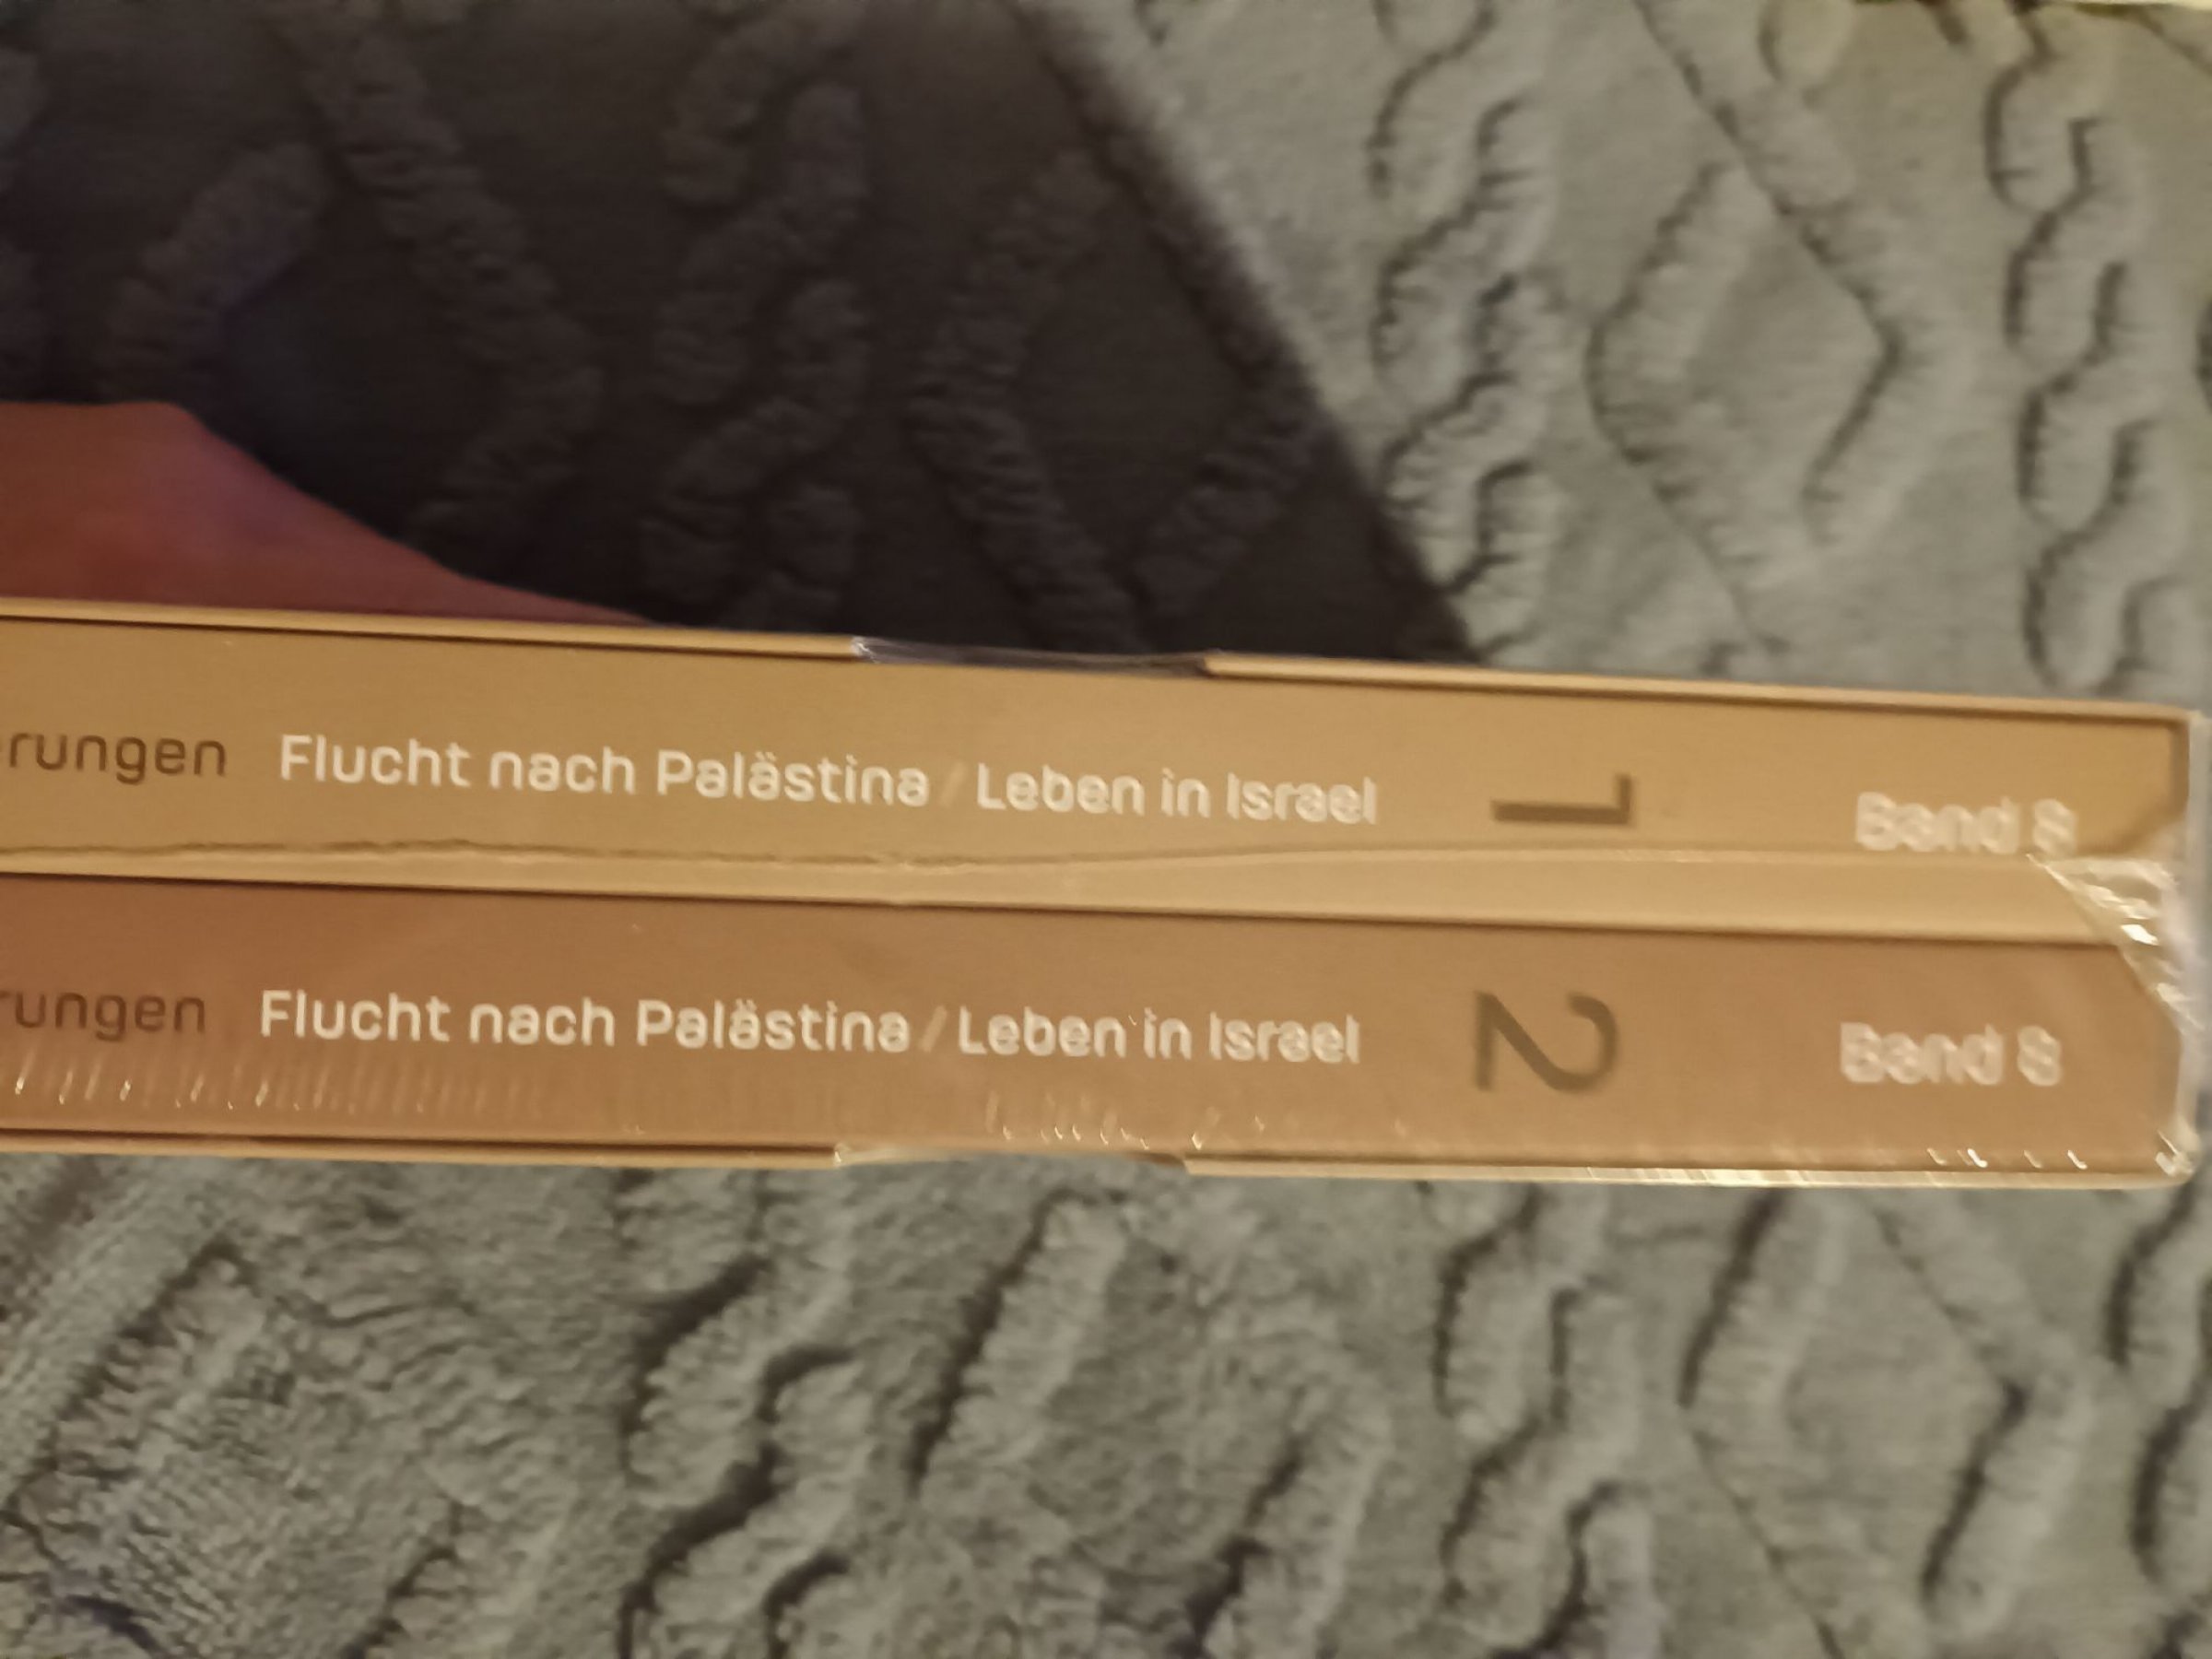 rungen Flucht nach Palästina / Leben in Israel 1 Band 8
rungen Flucht nach Palästina / Leben in Israel 2 Band 8